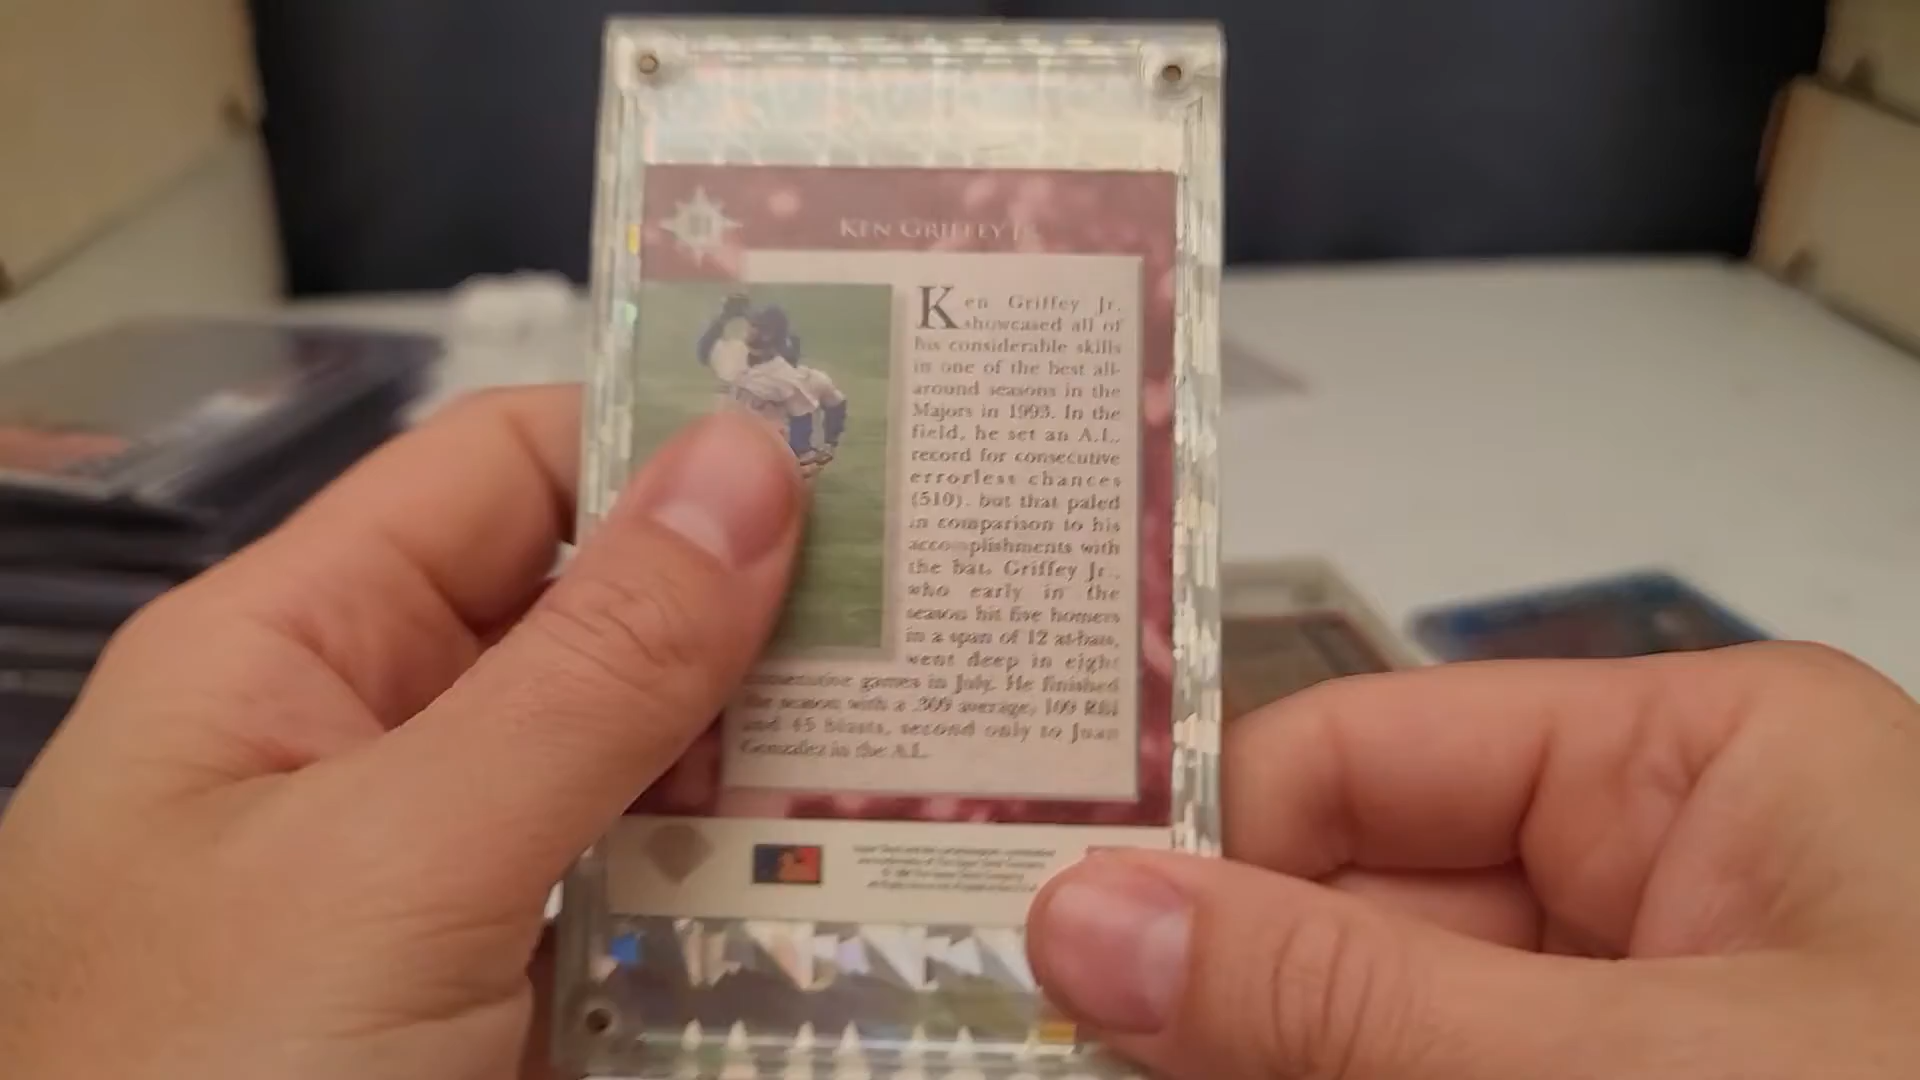 KEN GRIFFEY JR.
Ken Griffey Jr.
showcased all of
his considerable skills
in one of the best all-
around seasons in the
Majors in 1993. In the
field, he set an A.L.
record for consecutive
errorless chances
(510), but that paled
in comparison to his
accomplishments with
the bat. Griffey Jr.,
who early in the
season hit five homers
in a span of 12 at-bats,
went deep in eight
consecutive games in July. He finished
the season with a .309 average, 109 RBI
and 45 blasts, second only to Juan
Gonzalez in the A.L.